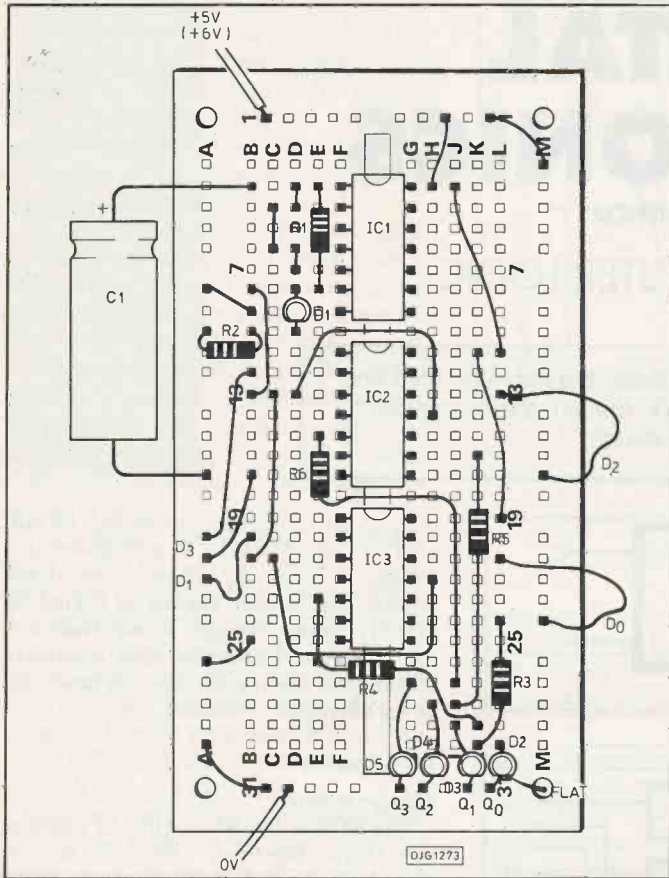 +5V
(+6V)
1 1
A B C D E F G H J K L M
+
R1 IC1
7 7
C1
D1
R2
13 IC2 13
D2
R6
19 R5 19
D3 IC3
D1
D0
25 25
R4 R3
D5 D4 D3 D2
A B C D E F M
31 Q3 Q2 Q1 Q0 31 FLAT
0V
DJG1273